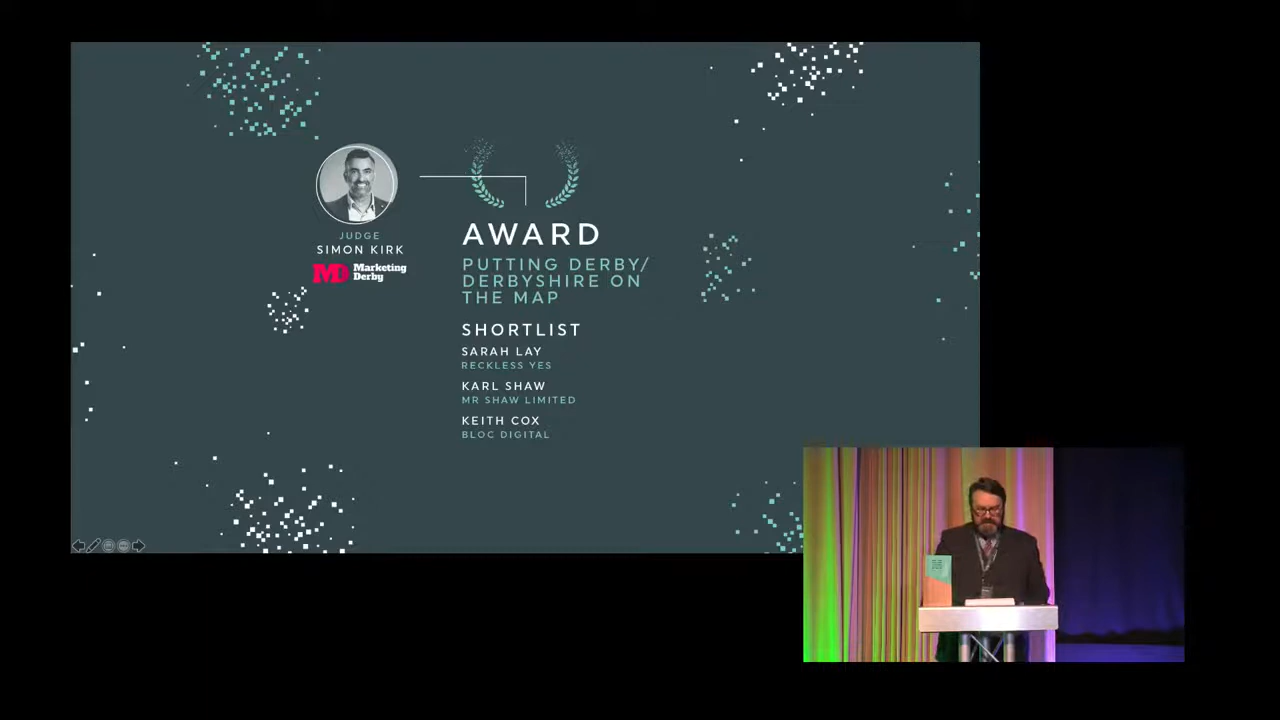 JUDGE
SIMON KIRK
MD Marketing
Derby
AWARD
PUTTING DERBY/
DERBYSHIRE ON
THE MAP
SHORTLIST
SARAH LAY
RECKLESS YES
KARL SHAW
MR SHAW LIMITED
KEITH COX
BLOC DIGITAL